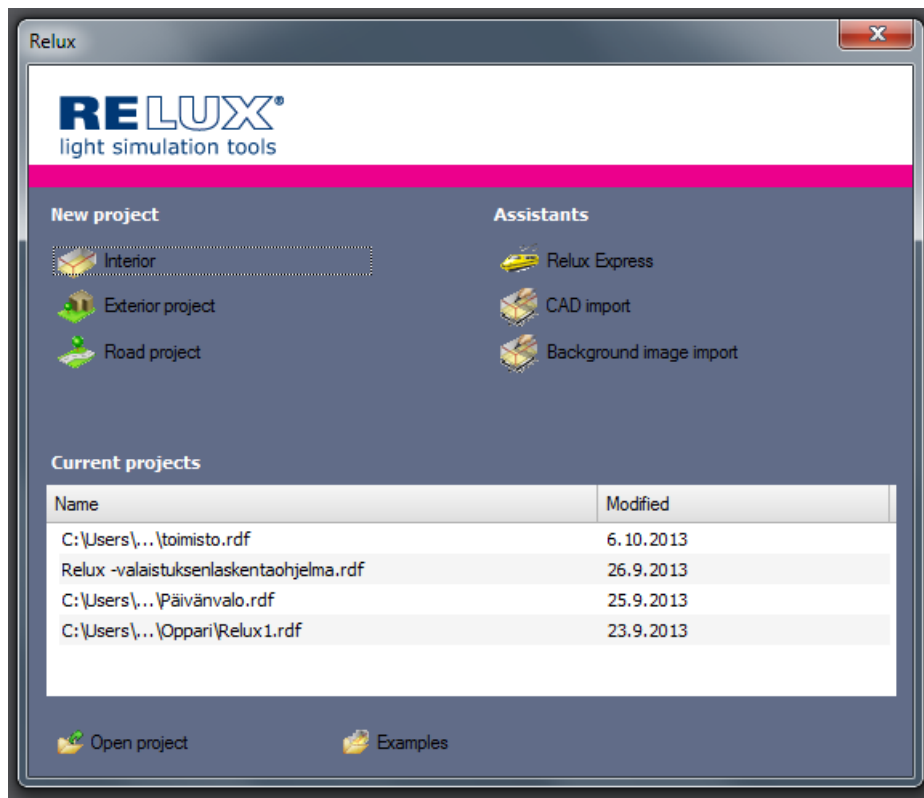 Relux
RELUX®
light simulation tools
New project
Assistants
Interior
Relux Express
Exterior project
CAD import
Road project
Background image import
Current projects
Name Modified
C:\Users\...\toimisto.rdf 6.10.2013
Relux -valaistuksenlaskentaohjelma.rdf 26.9.2013
C:\Users\...\Päivänvalo.rdf 25.9.2013
C:\Users\...\Oppari\Relux1.rdf 23.9.2013
Open project
Examples